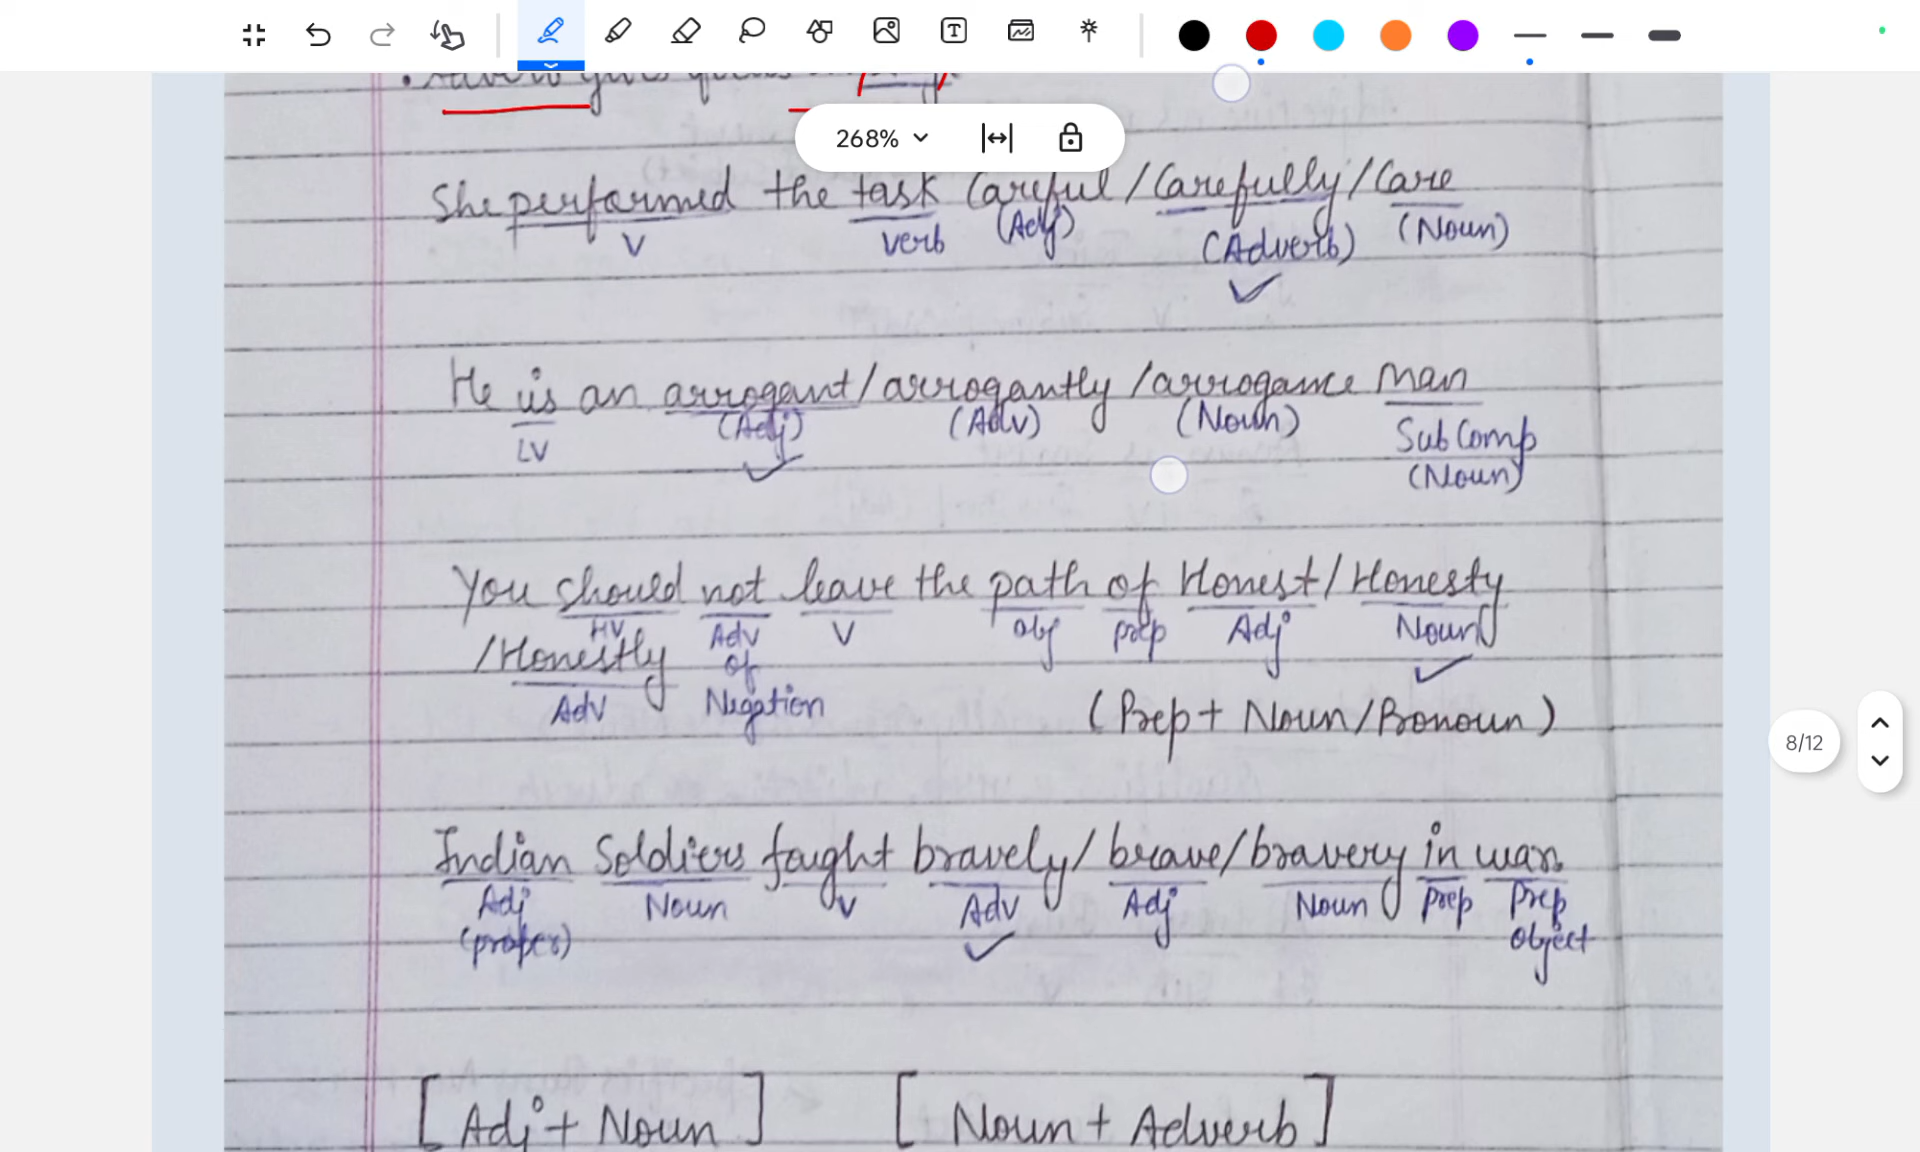 268%
She performed the task Careful / Carefully / Care
V verb (Adj) (Adverb) (Noun)
He is an arrogant / arrogantly / arrogance man
LV (Adj) (Adv) (Noun) Sub Comp
(Noun)
You should not leave the path of Honest / Honesty
HV Adv V obj prep Adj Noun
/Honestly of
Adv Negation (Prep + Noun/Pronoun)
8/12
Indian Soldiers fought bravely / brave / bravery in war.
Adj Noun V Adv Adj Noun Prep Prep
(proper) object
[ Adj + Noun ] [ Noun + Adverb ]